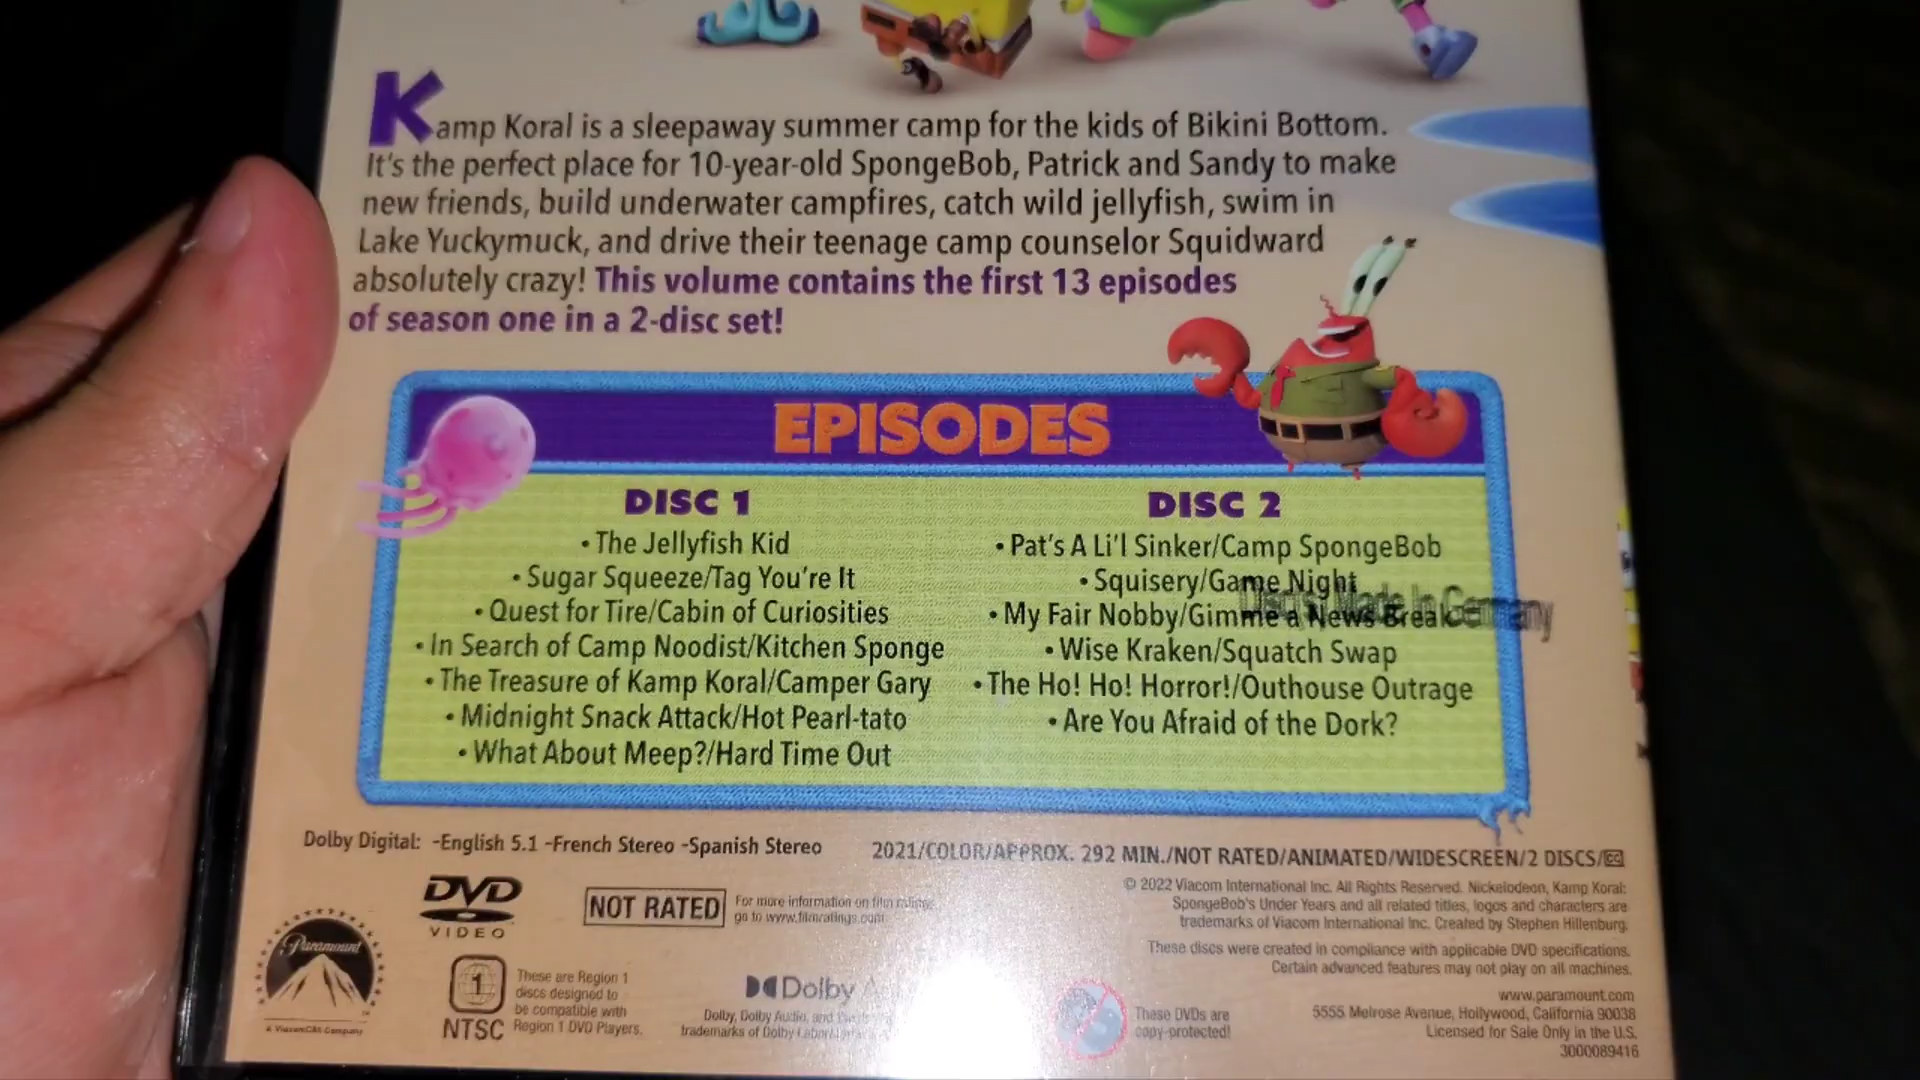 Kamp Koral is a sleepaway summer camp for the kids of Bikini Bottom.
It's the perfect place for 10-year-old SpongeBob, Patrick and Sandy to make
new friends, build underwater campfires, catch wild jellyfish, swim in
Lake Yuckymuck, and drive their teenage camp counselor Squidward
absolutely crazy! This volume contains the first 13 episodes
of season one in a 2-disc set!
EPISODES
DISC 1
• The Jellyfish Kid
• Sugar Squeeze/Tag You're It
• Quest for Tire/Cabin of Curiosities
• In Search of Camp Noodist/Kitchen Sponge
• The Treasure of Kamp Koral/Camper Gary
• Midnight Snack Attack/Hot Pearl-tato
• What About Meep?/Hard Time Out
DISC 2
• Pat's A Li'l Sinker/Camp SpongeBob
• Squisery/Game Night
• My Fair Nobby/Gimme a News Break
Made In Germany
• Wise Kraken/Squatch Swap
• The Ho! Ho! Horror!/Outhouse Outrage
• Are You Afraid of the Dork?
Dolby Digital: -English 5.1 -French Stereo -Spanish Stereo
2021/COLOR/APPROX. 292 MIN./NOT RATED/ANIMATED/WIDESCREEN/2 DISCS/CC
DVD
VIDEO
NOT RATED
For more information on film ratings
go to www.filmratings.com
© 2022 Viacom International Inc. All Rights Reserved. Nickelodeon, Kamp Koral:
SpongeBob's Under Years and all related titles, logos and characters are
trademarks of Viacom International Inc. Created by Stephen Hillenburg.
These discs were created in compliance with applicable DVD specifications.
Certain advanced features may not play on all machines.
Paramount
A ViacomCBS Company
1
NTSC
These are Region 1
discs designed to
be compatible with
Region 1 DVD Players.
Dolby
Dolby, Dolby Audio, and
trademarks of Dolby
These DVDs are
copy-protected!
www.paramount.com
5555 Melrose Avenue, Hollywood, California 90038
Licensed for Sale Only in the U.S.
3000089416